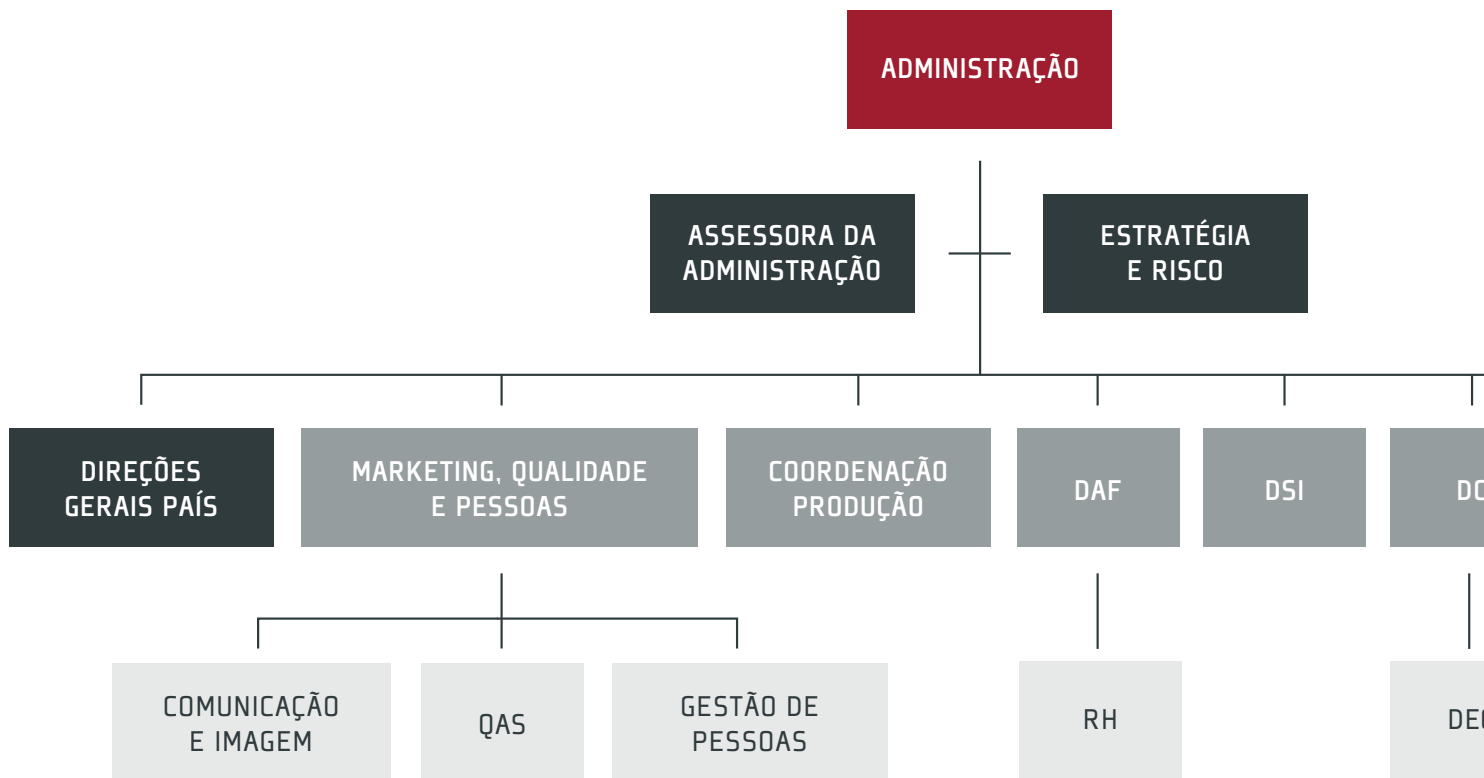 ADMINISTRAÇÃO
ASSESSORA DA
ADMINISTRAÇÃO
ESTRATÉGIA
E RISCO
DIREÇÕES
GERAIS PAÍS
MARKETING, QUALIDADE
E PESSOAS
COORDENAÇÃO
PRODUÇÃO
DAF
DSI
COMUNICAÇÃO
E IMAGEM
QAS
GESTÃO DE
PESSOAS
RH